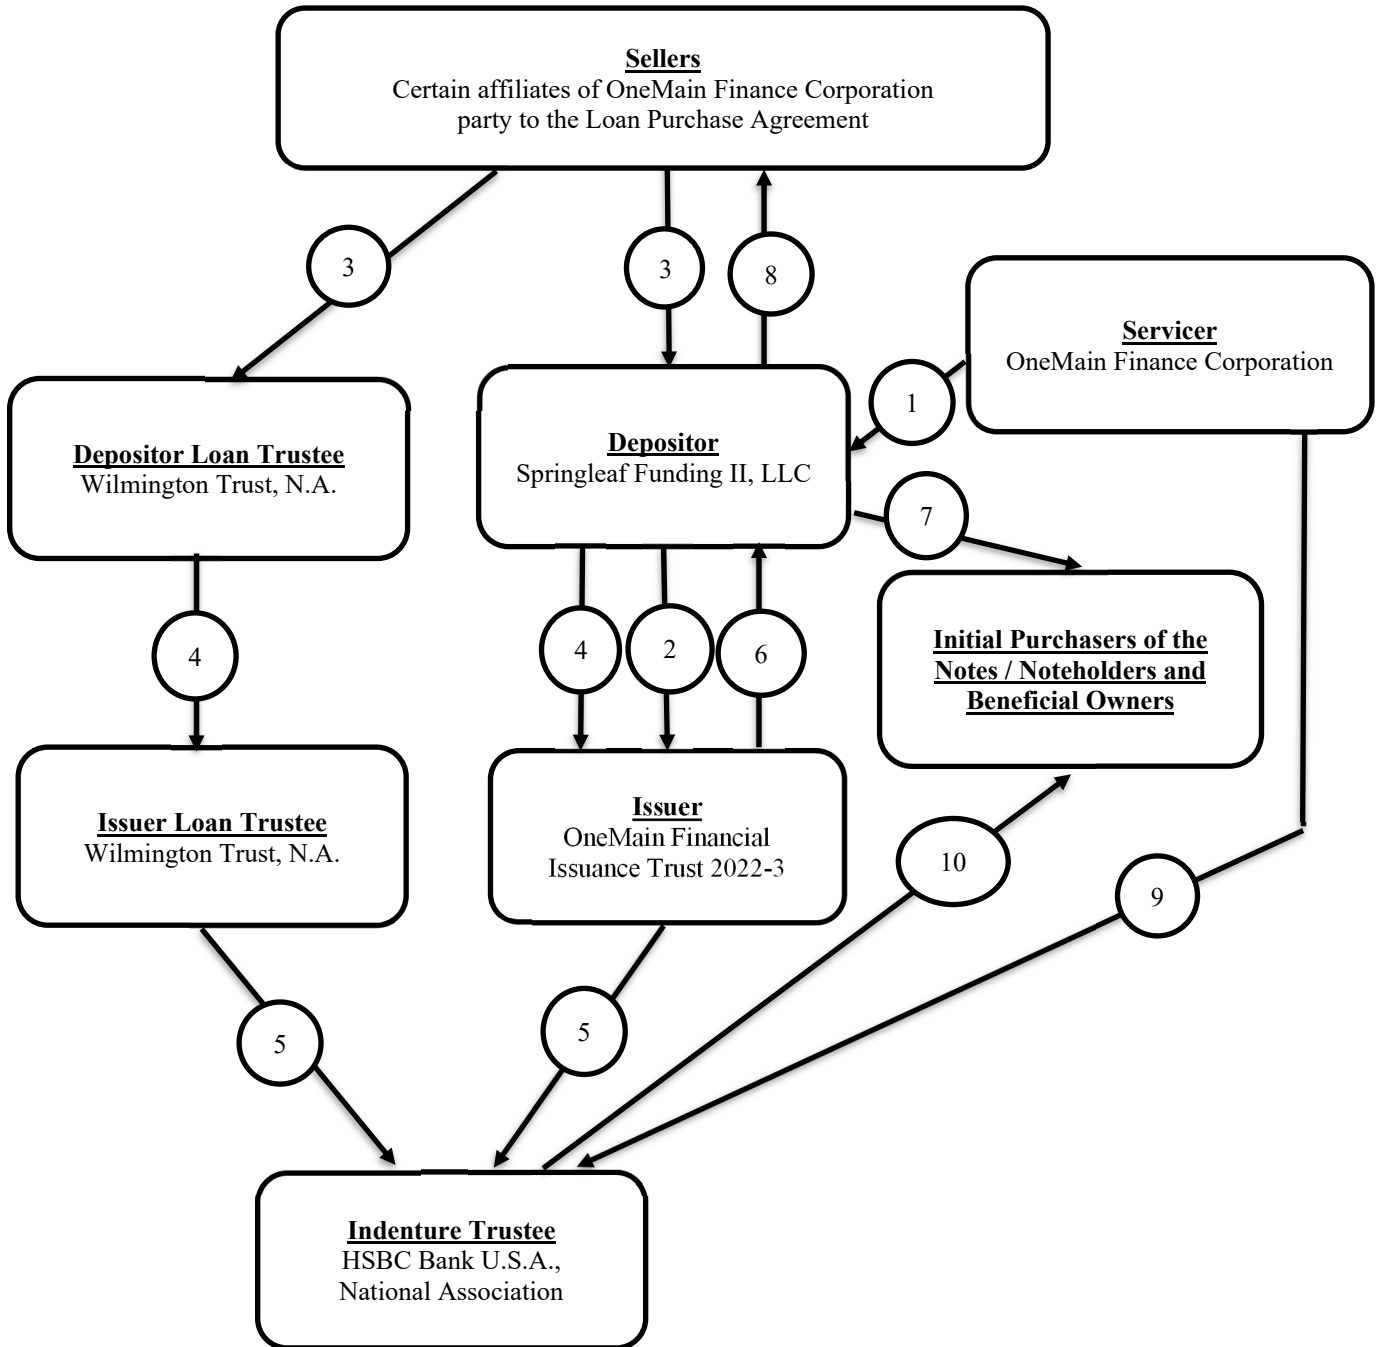 Sellers
Certain affiliates of OneMain Finance Corporation
party to the Loan Purchase Agreement
3
3
8
Servicer
OneMain Finance Corporation
1
Depositor Loan Trustee
Wilmington Trust, N.A.
Depositor
Springleaf Funding II, LLC
7
4
4
2
6
Initial Purchasers of the
Notes / Noteholders and
Beneficial Owners
Issuer Loan Trustee
Wilmington Trust, N.A.
Issuer
OneMain Financial
Issuance Trust 2022-3
10
9
5
5
Indenture Trustee
HSBC Bank U.S.A.,
National Association